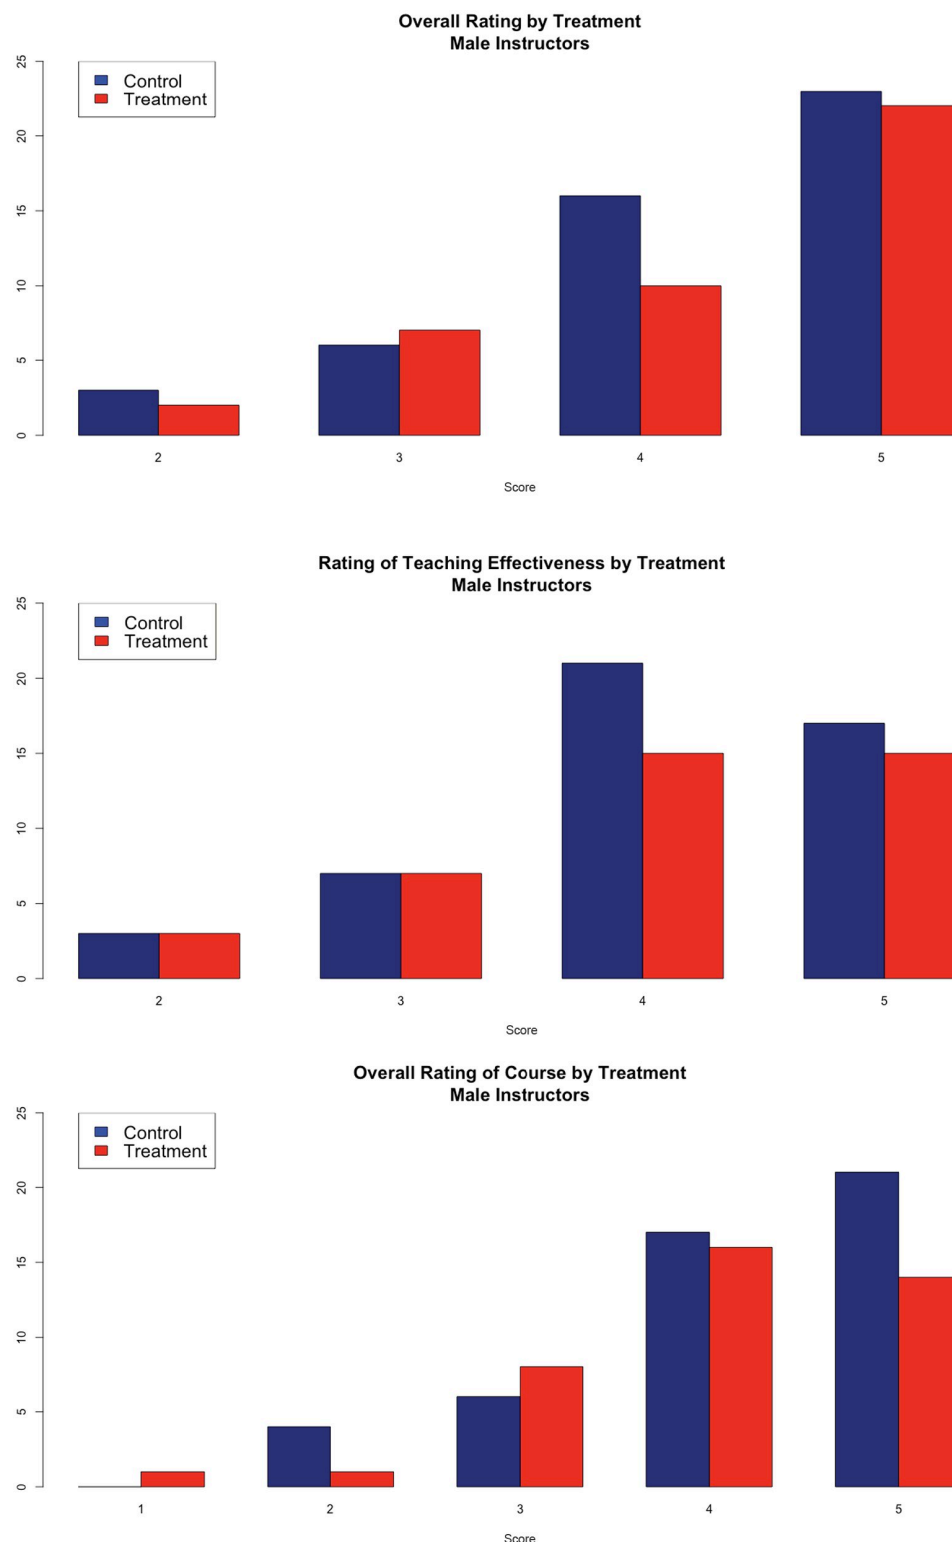 Overall Rating by Treatment
Male Instructors
25
20
15
10
5
0
Control
Treatment
2 3 4 5
Score
Rating of Teaching Effectiveness by Treatment
Male Instructors
25
20
15
10
5
0
Control
Treatment
2 3 4 5
Score
Overall Rating of Course by Treatment
Male Instructors
25
20
15
10
5
0
Control
Treatment
1 2 3 4 5
Score